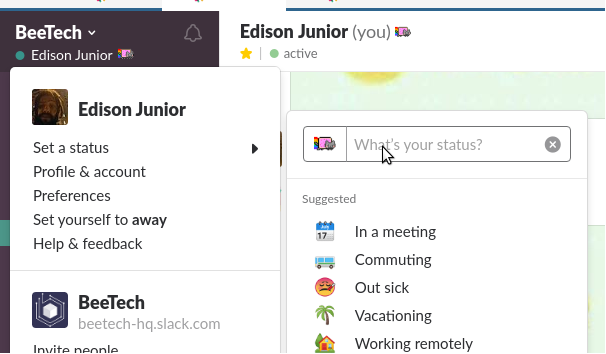 BeeTech
Edison Junior
Edison Junior (you)
active
Edison Junior
Set a status
Profile & account
Preferences
Set yourself to away
Help & feedback
BeeTech
beetech-hq.slack.com
Invite people
What's your status?
Suggested
In a meeting
Commuting
Out sick
Vacationing
Working remotely
17